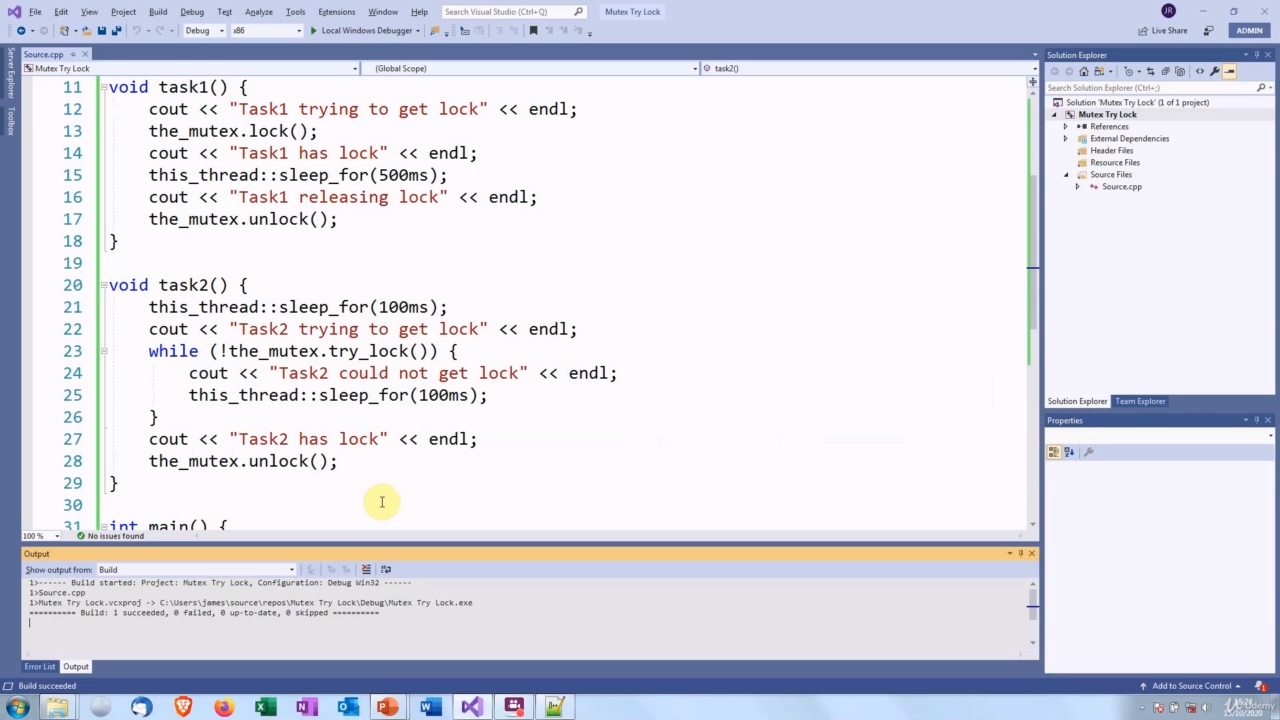 File Edit View Project Build Debug Test Analyze Tools Extensions Window Help Search Visual Studio (Ctrl+Q) Mutex Try Lock JR
Debug x86 Local Windows Debugger Live Share ADMIN
Server Explorer
Toolbox
Source.cpp
Mutex Try Lock (Global Scope) task2()
11 void task1() {
12 cout << "Task1 trying to get lock" << endl;
13 the_mutex.lock();
14 cout << "Task1 has lock" << endl;
15 this_thread::sleep_for(500ms);
16 cout << "Task1 releasing lock" << endl;
17 the_mutex.unlock();
18 }
19
20 void task2() {
21 this_thread::sleep_for(100ms);
22 cout << "Task2 trying to get lock" << endl;
23 while (!the_mutex.try_lock()) {
24 cout << "Task2 could not get lock" << endl;
25 this_thread::sleep_for(100ms);
26 }
27 cout << "Task2 has lock" << endl;
28 the_mutex.unlock();
29 }
30
31 int main() {
100 % No issues found
Output
Show output from: Build
1>------ Build started: Project: Mutex Try Lock, Configuration: Debug Win32 ------
1>Source.cpp
1>Mutex Try Lock.vcxproj -> C:\Users\james\source\repos\Mutex Try Lock\Debug\Mutex Try Lock.exe
========== Build: 1 succeeded, 0 failed, 0 up-to-date, 0 skipped ==========
Error List Output
Solution Explorer
Search Solution Explorer (Ctrl+;)
Solution 'Mutex Try Lock' (1 of 1 project)
Mutex Try Lock
References
External Dependencies
Header Files
Resource Files
Source Files
Source.cpp
Solution Explorer Team Explorer
Properties
Build succeeded Add to Source Control 1
15/10/2020
Udemy